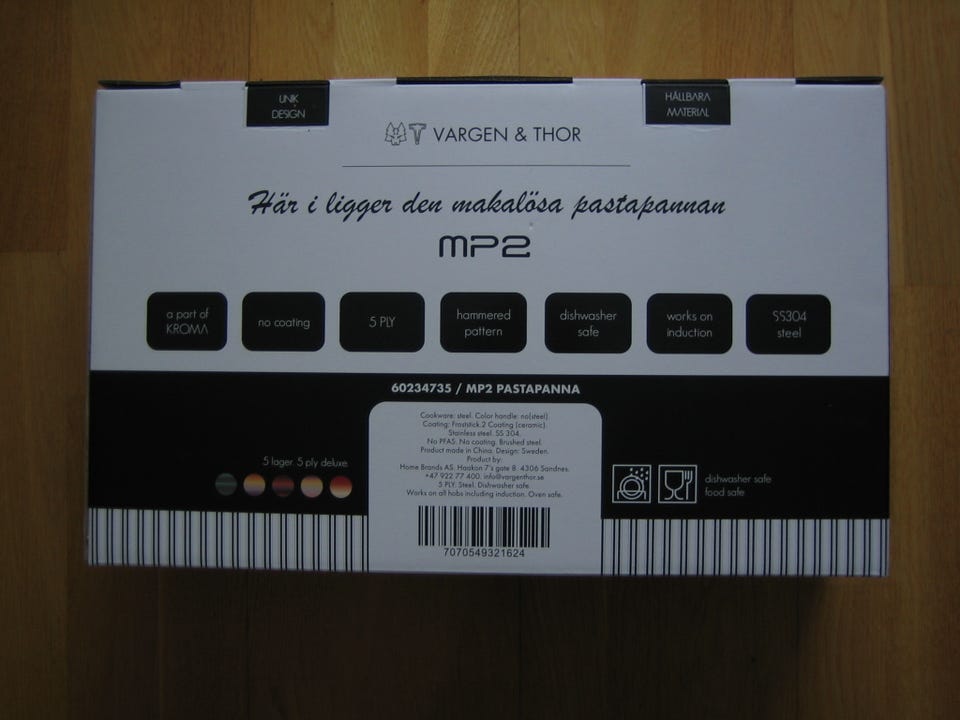 UNIK
DESIGN
HÅLLBARA
MATERIAL
VARGEN & THOR
Här i ligger den makalösa pastapannan
MP2
a part of
KROMA
no coating
5 PLY
hammered
pattern
dishwasher
safe
works on
induction
SS304
steel
60234735 / MP2 PASTAPANNA
Cookware: steel. Color handle: no(steel).
Coating: Froststick.2 Coating (ceramic).
Stainless steel. SS 304.
No PFAS. No coating. Brushed steel.
Product made in China. Design: Sweden.
Product by:
Home Brands AS. Haakon 7's gate 8. 4306 Sandnes.
+47 922 77 400. info@vargenthor.se
5 PLY. Steel. Dishwasher safe.
Works on all hobs including induction. Oven safe.
7070549321624
5 lager. 5 ply deluxe.
dishwasher safe
food safe